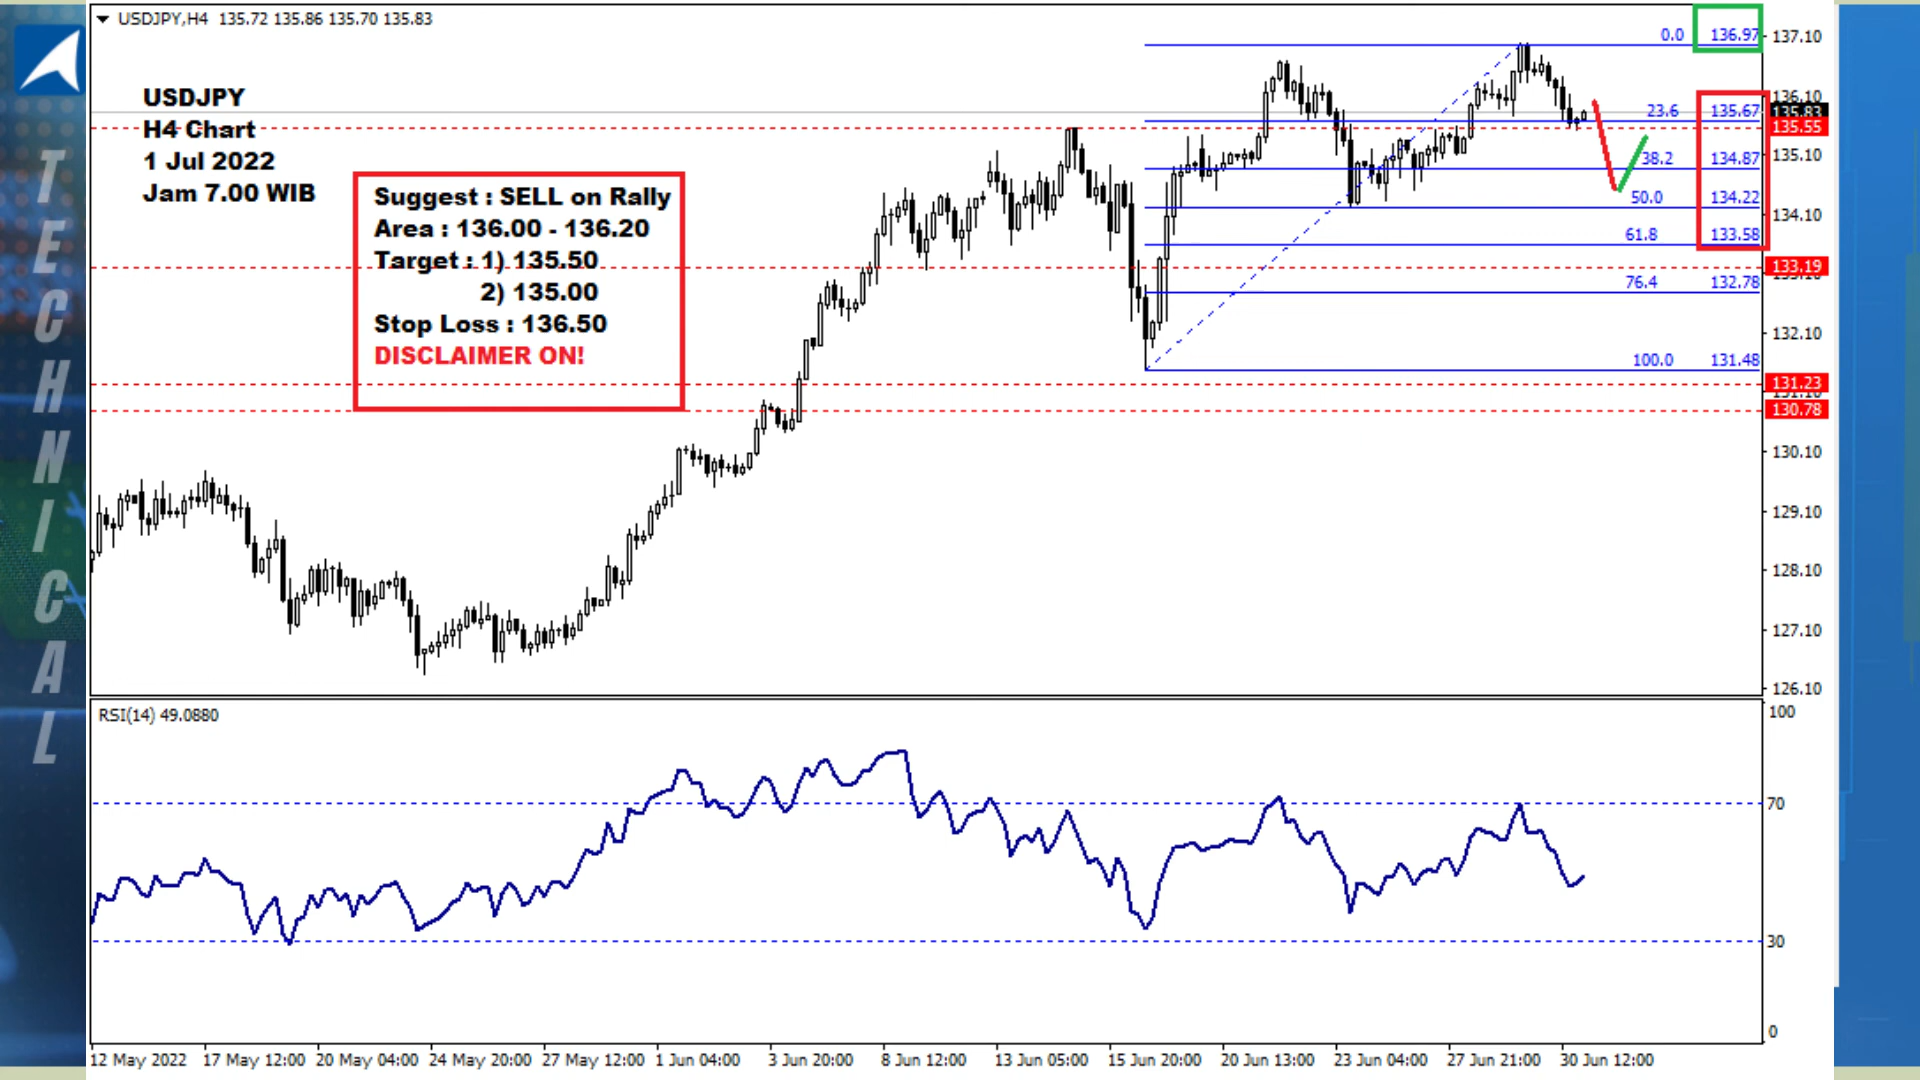 TECHNICAL
USDJPY,H4 135.72 135.86 135.70 135.83
USDJPY
H4 Chart
1 Jul 2022
Jam 7.00 WIB
Suggest : SELL on Rally
Area : 136.00 - 136.20
Target : 1) 135.50
2) 135.00
Stop Loss : 136.50
DISCLAIMER ON!
0.0 136.97
23.6 135.67
38.2 134.87
50.0 134.22
61.8 133.58
76.4 132.78
100.0 131.48
137.10
136.10
135.83
135.55
135.10
134.10
133.19
132.10
131.23
131.10
130.78
130.10
129.10
128.10
127.10
126.10
RSI(14) 49.0880
100
70
30
0
12 May 2022 17 May 12:00 20 May 04:00 24 May 20:00 27 May 12:00 1 Jun 04:00 3 Jun 20:00 8 Jun 12:00 13 Jun 05:00 15 Jun 20:00 20 Jun 13:00 23 Jun 04:00 27 Jun 21:00 30 Jun 12:00